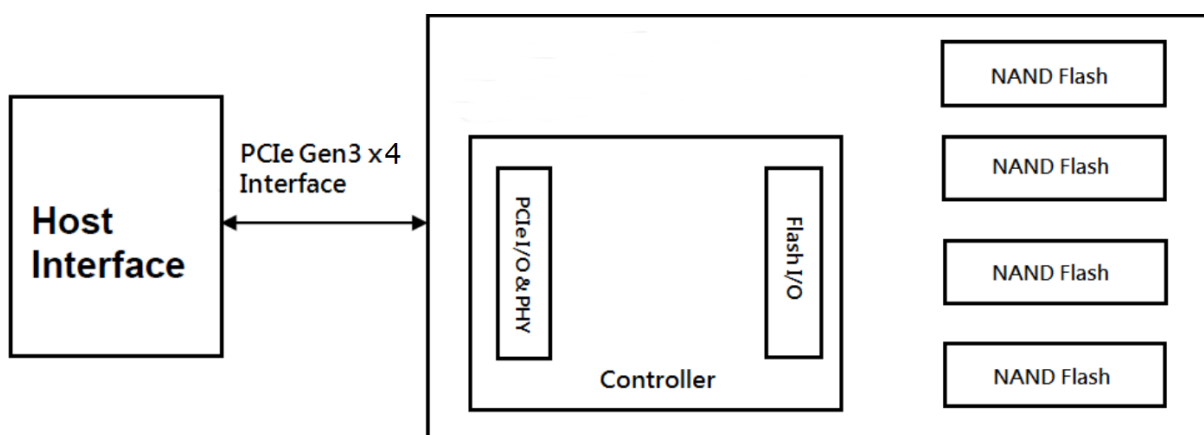 PCIe Gen3 x4
Interface
Host
Interface
PCIe I/O & PHY
Flash I/O
Controller
NAND Flash
NAND Flash
NAND Flash
NAND Flash